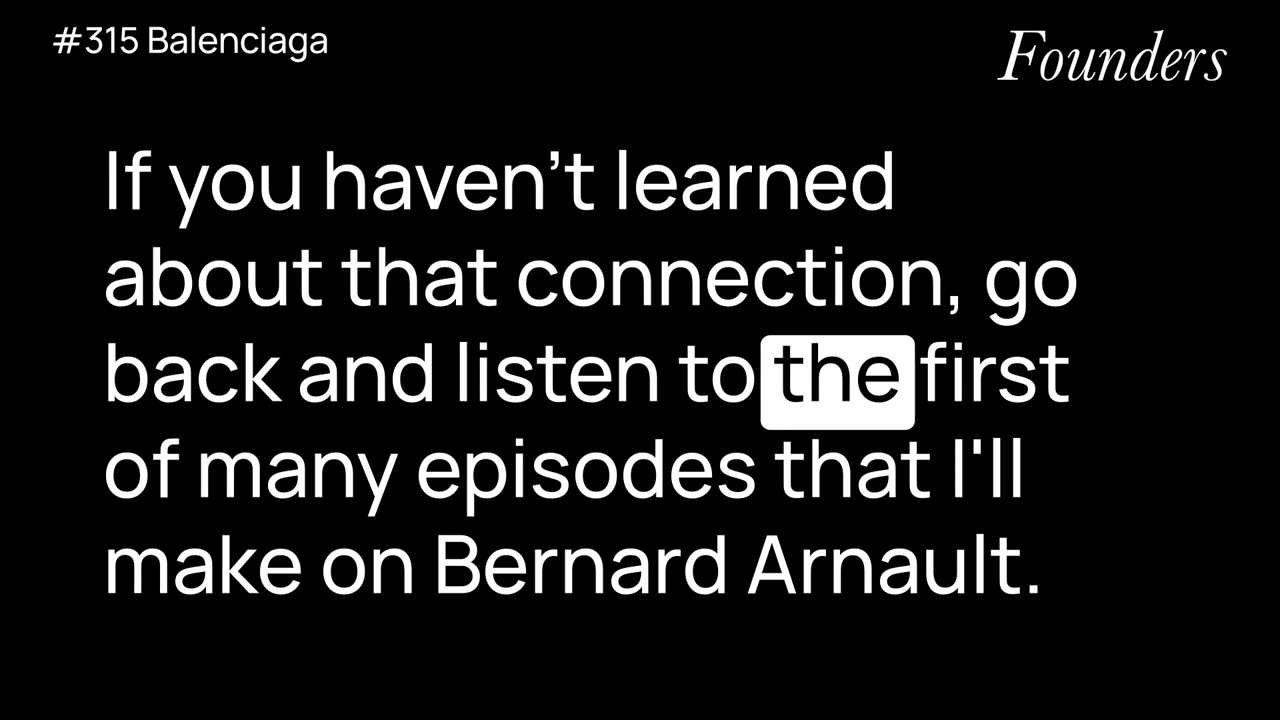 #315 Balenciaga
Founders
If you haven’t learned
about that connection, go
back and listen to the first
of many episodes that I'll
make on Bernard Arnault.